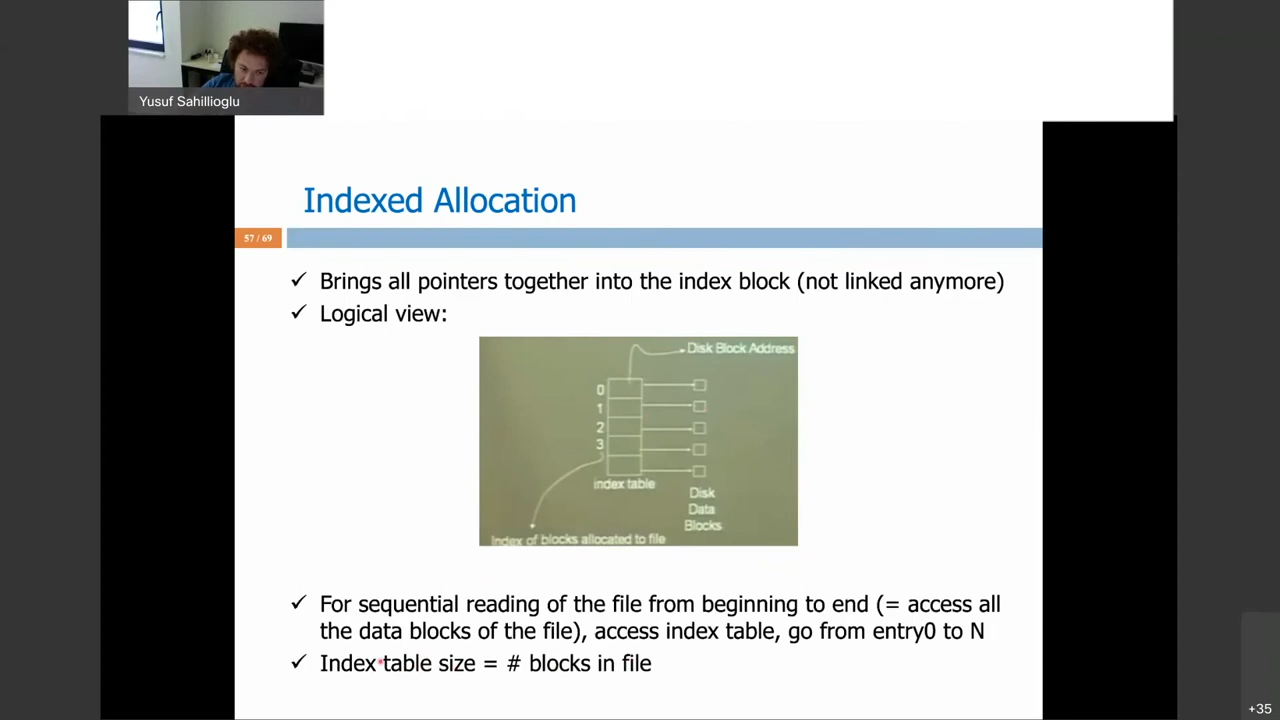 Yusuf Sahillioglu
Indexed Allocation
57 / 69
✓ Brings all pointers together into the index block (not linked anymore)
✓ Logical view:
Disk Block Address
0
1
2
3
index table
Disk
Data
Blocks
Index of blocks allocated to file
✓ For sequential reading of the file from beginning to end (= access all
the data blocks of the file), access index table, go from entry0 to N
✓ Index table size = # blocks in file
+35